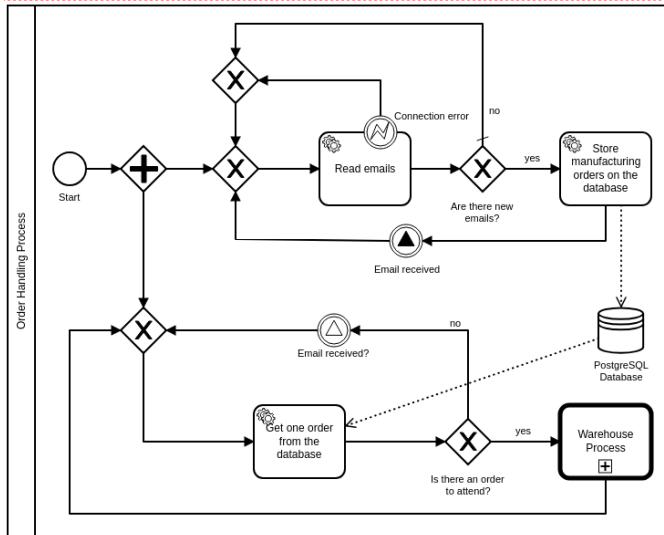 Order Handling Process
no
Connection error
Read emails
yes
Store
manufacturing
orders on the
database
Start
Are there new
emails?
Email received
no
Email received?
PostgreSQL
Database
Get one order
from the
database
yes
Warehouse
Process
Is there an order
to attend?